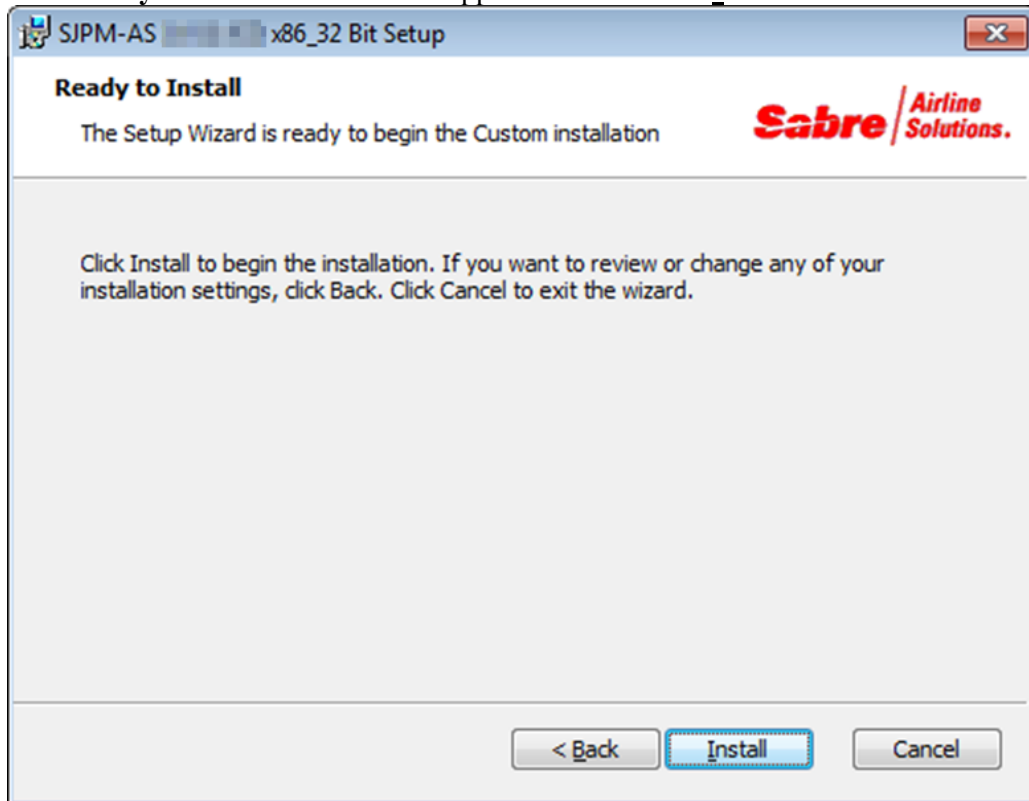 SJPM-AS x86_32 Bit Setup
Ready to Install
The Setup Wizard is ready to begin the Custom installation
Sabre Airline Solutions.
Click Install to begin the installation. If you want to review or change any of your
installation settings, click Back. Click Cancel to exit the wizard.
< Back Install Cancel